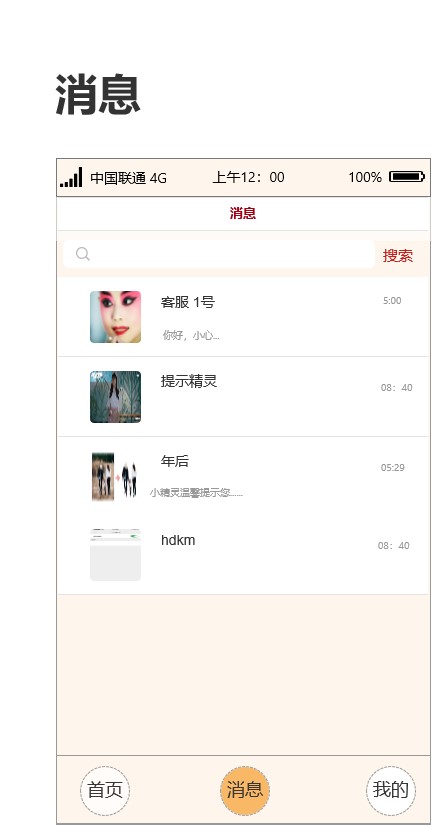 消息
中国联通 4G 上午12：00 100%
消息
搜索
客服 1号 5:00
你好，小心...
提示精灵 08：40
年后 05:29
小精灵温馨提示您......
hdkm 08：40
首页 消息 我的